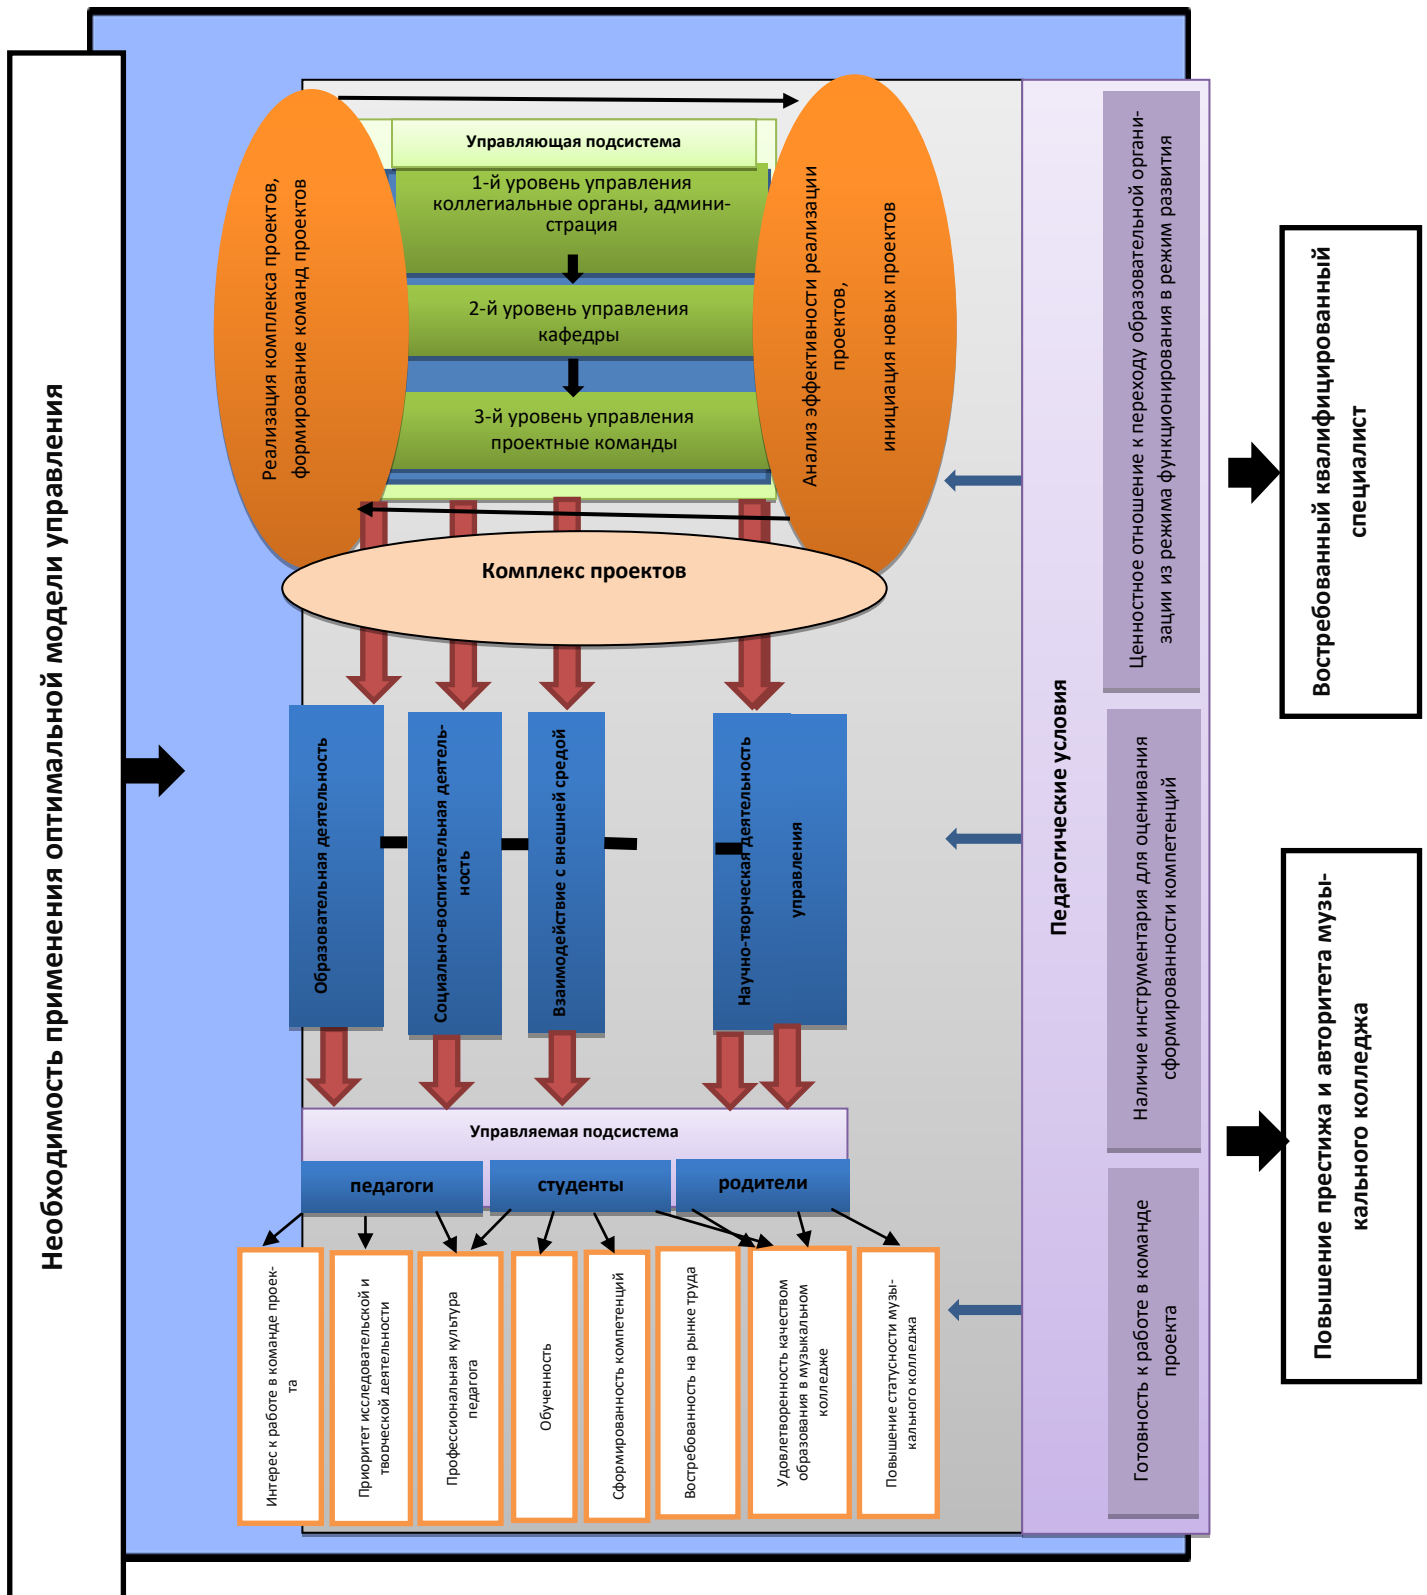 Необходимость применения оптимальной модели управления
Управляющая подсистема
1-й уровень управления
коллегиальные органы, админи-
страция
2-й уровень управления
кафедры
3-й уровень управления
проектные команды
Реализация комплекса проектов,
формирование команд проектов
Анализ эффективности реализации
проектов,
инициация новых проектов
Комплекс проектов
Образовательная деятельность
Социально-воспитательная деятель-
ность
Взаимодействие с внешней средой
Научно-творческая деятельность
управления
Управляемая подсистема
педагоги
студенты
родители
Интерес к работе в команде проек-
та
Приоритет исследовательской и
творческой деятельности
Профессиональная культура
педагога
Обученность
Сформированность компетенций
Востребованность на рынке труда
Удовлетворенность качеством
образования в музыкальном
колледже
Повышение статусности музы-
кального колледжа
Педагогические условия
Ценностное отношение к переходу образовательной органи-
зации из режима функционирования в режим развития
Наличие инструментария для оценивания
сформированности компетенций
Готовность к работе в команде
проекта
Востребованный квалифицированный
специалист
Повышение престижа и авторитета музы-
кального колледжа